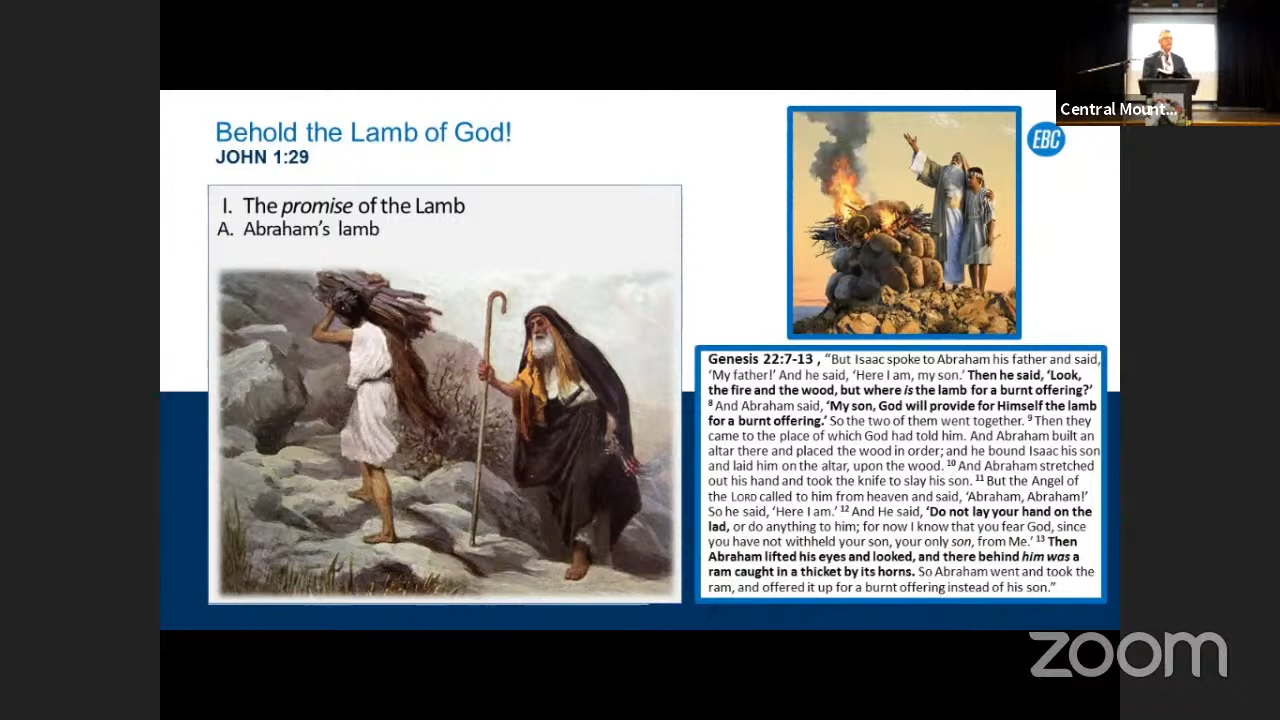 Central Mount...
Behold the Lamb of God!
JOHN 1:29
EBC
I. The promise of the Lamb
A. Abraham's lamb
Genesis 22:7-13 , “But Isaac spoke to Abraham his father and said,
‘My father!’ And he said, ‘Here I am, my son.’ Then he said, ‘Look,
the fire and the wood, but where is the lamb for a burnt offering?’
8 And Abraham said, ‘My son, God will provide for Himself the lamb
for a burnt offering.’ So the two of them went together. 9 Then they
came to the place of which God had told him. And Abraham built an
altar there and placed the wood in order; and he bound Isaac his son
and laid him on the altar, upon the wood. 10 And Abraham stretched
out his hand and took the knife to slay his son. 11 But the Angel of
the LORD called to him from heaven and said, ‘Abraham, Abraham!’
So he said, ‘Here I am.’ 12 And He said, ‘Do not lay your hand on the
lad, or do anything to him; for now I know that you fear God, since
you have not withheld your son, your only son, from Me.’ 13 Then
Abraham lifted his eyes and looked, and there behind him was a
ram caught in a thicket by its horns. So Abraham went and took the
ram, and offered it up for a burnt offering instead of his son.”
zoom